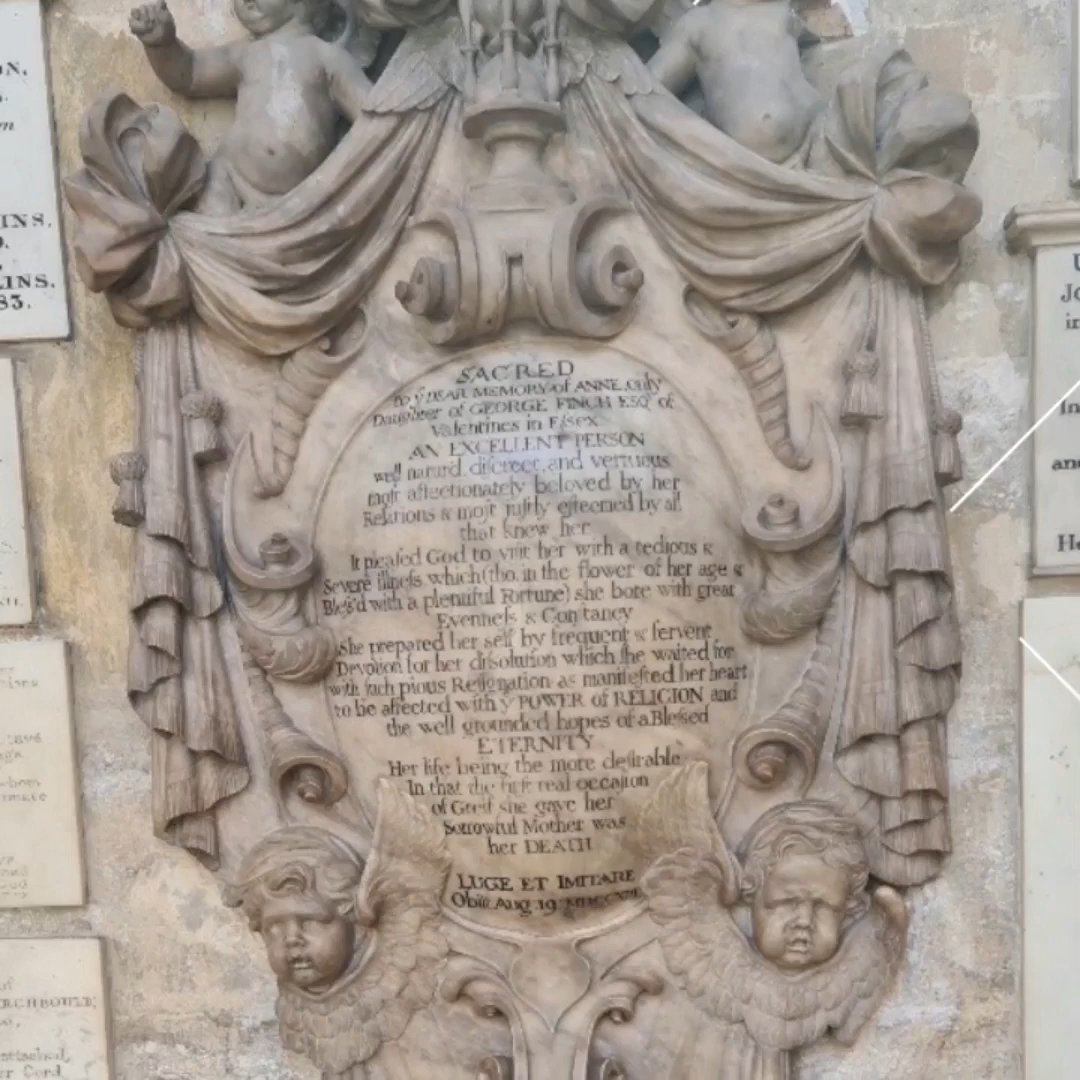 SACRED
to yͤ DEAR MEMORY of ANNE only
Daughter of GEORGE FINCH ESQʳ of
Valentines in Eſsex
AN EXCELLENT PERSON
well naturd, diſcreet, and vertuous
moſt affectionately beloved by her
Relations & moſt juſtly eſteemed by all
that knew her
It pleaſed God to viſit her with a tedious &
Severe illneſs which (tho. in the flower of her age &
Bleſs'd with a plentiful Fortune) she bore with great
Evenneſs & Conſtancy
She prepared her self by frequent & fervent
Devotion for her diſsolution which ſhe waited for
with ſuch pious Reſignation as manifeſted her heart
to be affected with yͤ POWER of RELIGION and
the well grounded hopes of a Bleſsed
ETERNITY
Her life being the more deſirable
In that the firſt real occaſion
of Greif she gave her
Sorrowful Mother was
her DEATH
LUGE ET IMITARE
Obiit Aug. 19
INS.
LINS.
83.